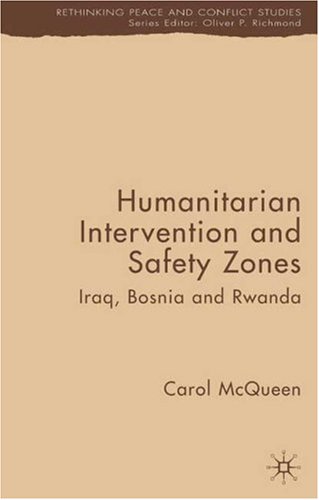 RETHINKING PEACE AND CONFLICT STUDIES
Series Editor: Oliver P. Richmond
Humanitarian
Intervention and
Safety Zones
Iraq, Bosnia and Rwanda
Carol McQueen